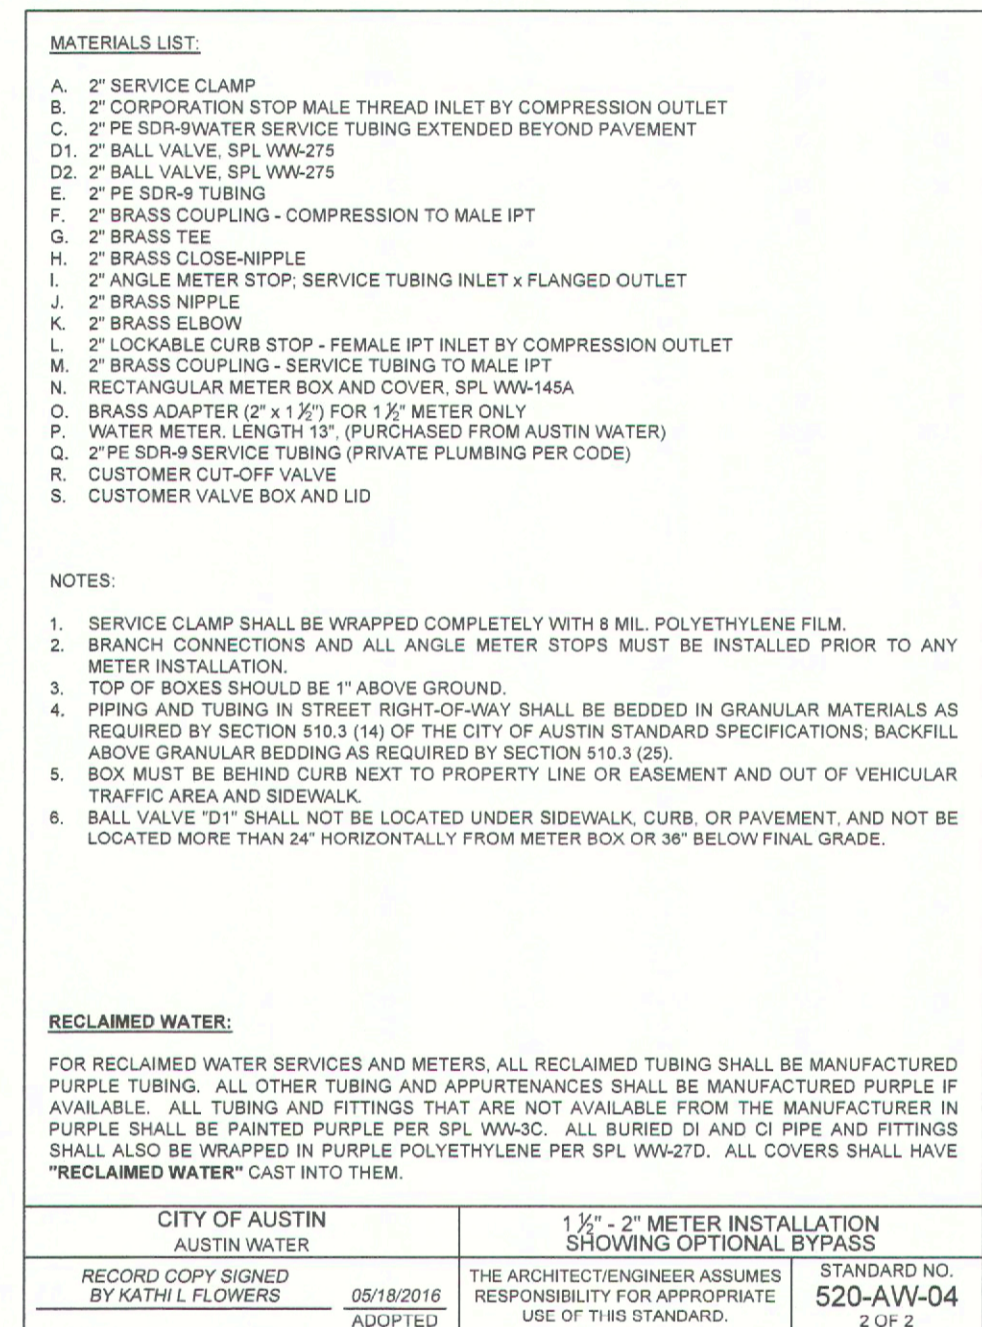 MATERIALS LIST:
A. 2" SERVICE CLAMP
B. 2" CORPORATION STOP MALE THREAD INLET BY COMPRESSION OUTLET
C. 2" PE SDR-9WATER SERVICE TUBING EXTENDED BEYOND PAVEMENT
D1. 2" BALL VALVE, SPL WW-275
D2. 2" BALL VALVE, SPL WW-275
E. 2" PE SDR-9 TUBING
F. 2" BRASS COUPLING - COMPRESSION TO MALE IPT
G. 2" BRASS TEE
H. 2" BRASS CLOSE-NIPPLE
I. 2" ANGLE METER STOP; SERVICE TUBING INLET x FLANGED OUTLET
J. 2" BRASS NIPPLE
K. 2" BRASS ELBOW
L. 2" LOCKABLE CURB STOP - FEMALE IPT INLET BY COMPRESSION OUTLET
M. 2" BRASS COUPLING - SERVICE TUBING TO MALE IPT
N. RECTANGULAR METER BOX AND COVER, SPL WW-145A
O. BRASS ADAPTER (2" x 1 ½") FOR 1 ½" METER ONLY
P. WATER METER. LENGTH 13", (PURCHASED FROM AUSTIN WATER)
Q. 2"PE SDR-9 SERVICE TUBING (PRIVATE PLUMBING PER CODE)
R. CUSTOMER CUT-OFF VALVE
S. CUSTOMER VALVE BOX AND LID
NOTES:
1. SERVICE CLAMP SHALL BE WRAPPED COMPLETELY WITH 8 MIL. POLYETHYLENE FILM.
2. BRANCH CONNECTIONS AND ALL ANGLE METER STOPS MUST BE INSTALLED PRIOR TO ANY
METER INSTALLATION.
3. TOP OF BOXES SHOULD BE 1" ABOVE GROUND.
4. PIPING AND TUBING IN STREET RIGHT-OF-WAY SHALL BE BEDDED IN GRANULAR MATERIALS AS
REQUIRED BY SECTION 510.3 (14) OF THE CITY OF AUSTIN STANDARD SPECIFICATIONS; BACKFILL
ABOVE GRANULAR BEDDING AS REQUIRED BY SECTION 510.3 (25).
5. BOX MUST BE BEHIND CURB NEXT TO PROPERTY LINE OR EASEMENT AND OUT OF VEHICULAR
TRAFFIC AREA AND SIDEWALK.
6. BALL VALVE "D1" SHALL NOT BE LOCATED UNDER SIDEWALK, CURB, OR PAVEMENT, AND NOT BE
LOCATED MORE THAN 24" HORIZONTALLY FROM METER BOX OR 36" BELOW FINAL GRADE.
RECLAIMED WATER:
FOR RECLAIMED WATER SERVICES AND METERS, ALL RECLAIMED TUBING SHALL BE MANUFACTURED
PURPLE TUBING. ALL OTHER TUBING AND APPURTENANCES SHALL BE MANUFACTURED PURPLE IF
AVAILABLE. ALL TUBING AND FITTINGS THAT ARE NOT AVAILABLE FROM THE MANUFACTURER IN
PURPLE SHALL BE PAINTED PURPLE PER SPL WW-3C. ALL BURIED DI AND CI PIPE AND FITTINGS
SHALL ALSO BE WRAPPED IN PURPLE POLYETHYLENE PER SPL WW-27D. ALL COVERS SHALL HAVE
"RECLAIMED WATER" CAST INTO THEM.
CITY OF AUSTIN
AUSTIN WATER
1 ½" - 2" METER INSTALLATION
SHOWING OPTIONAL BYPASS
RECORD COPY SIGNED
BY KATHI L FLOWERS
05/18/2016
ADOPTED
THE ARCHITECT/ENGINEER ASSUMES
RESPONSIBILITY FOR APPROPRIATE
USE OF THIS STANDARD.
STANDARD NO.
520-AW-04
2 OF 2